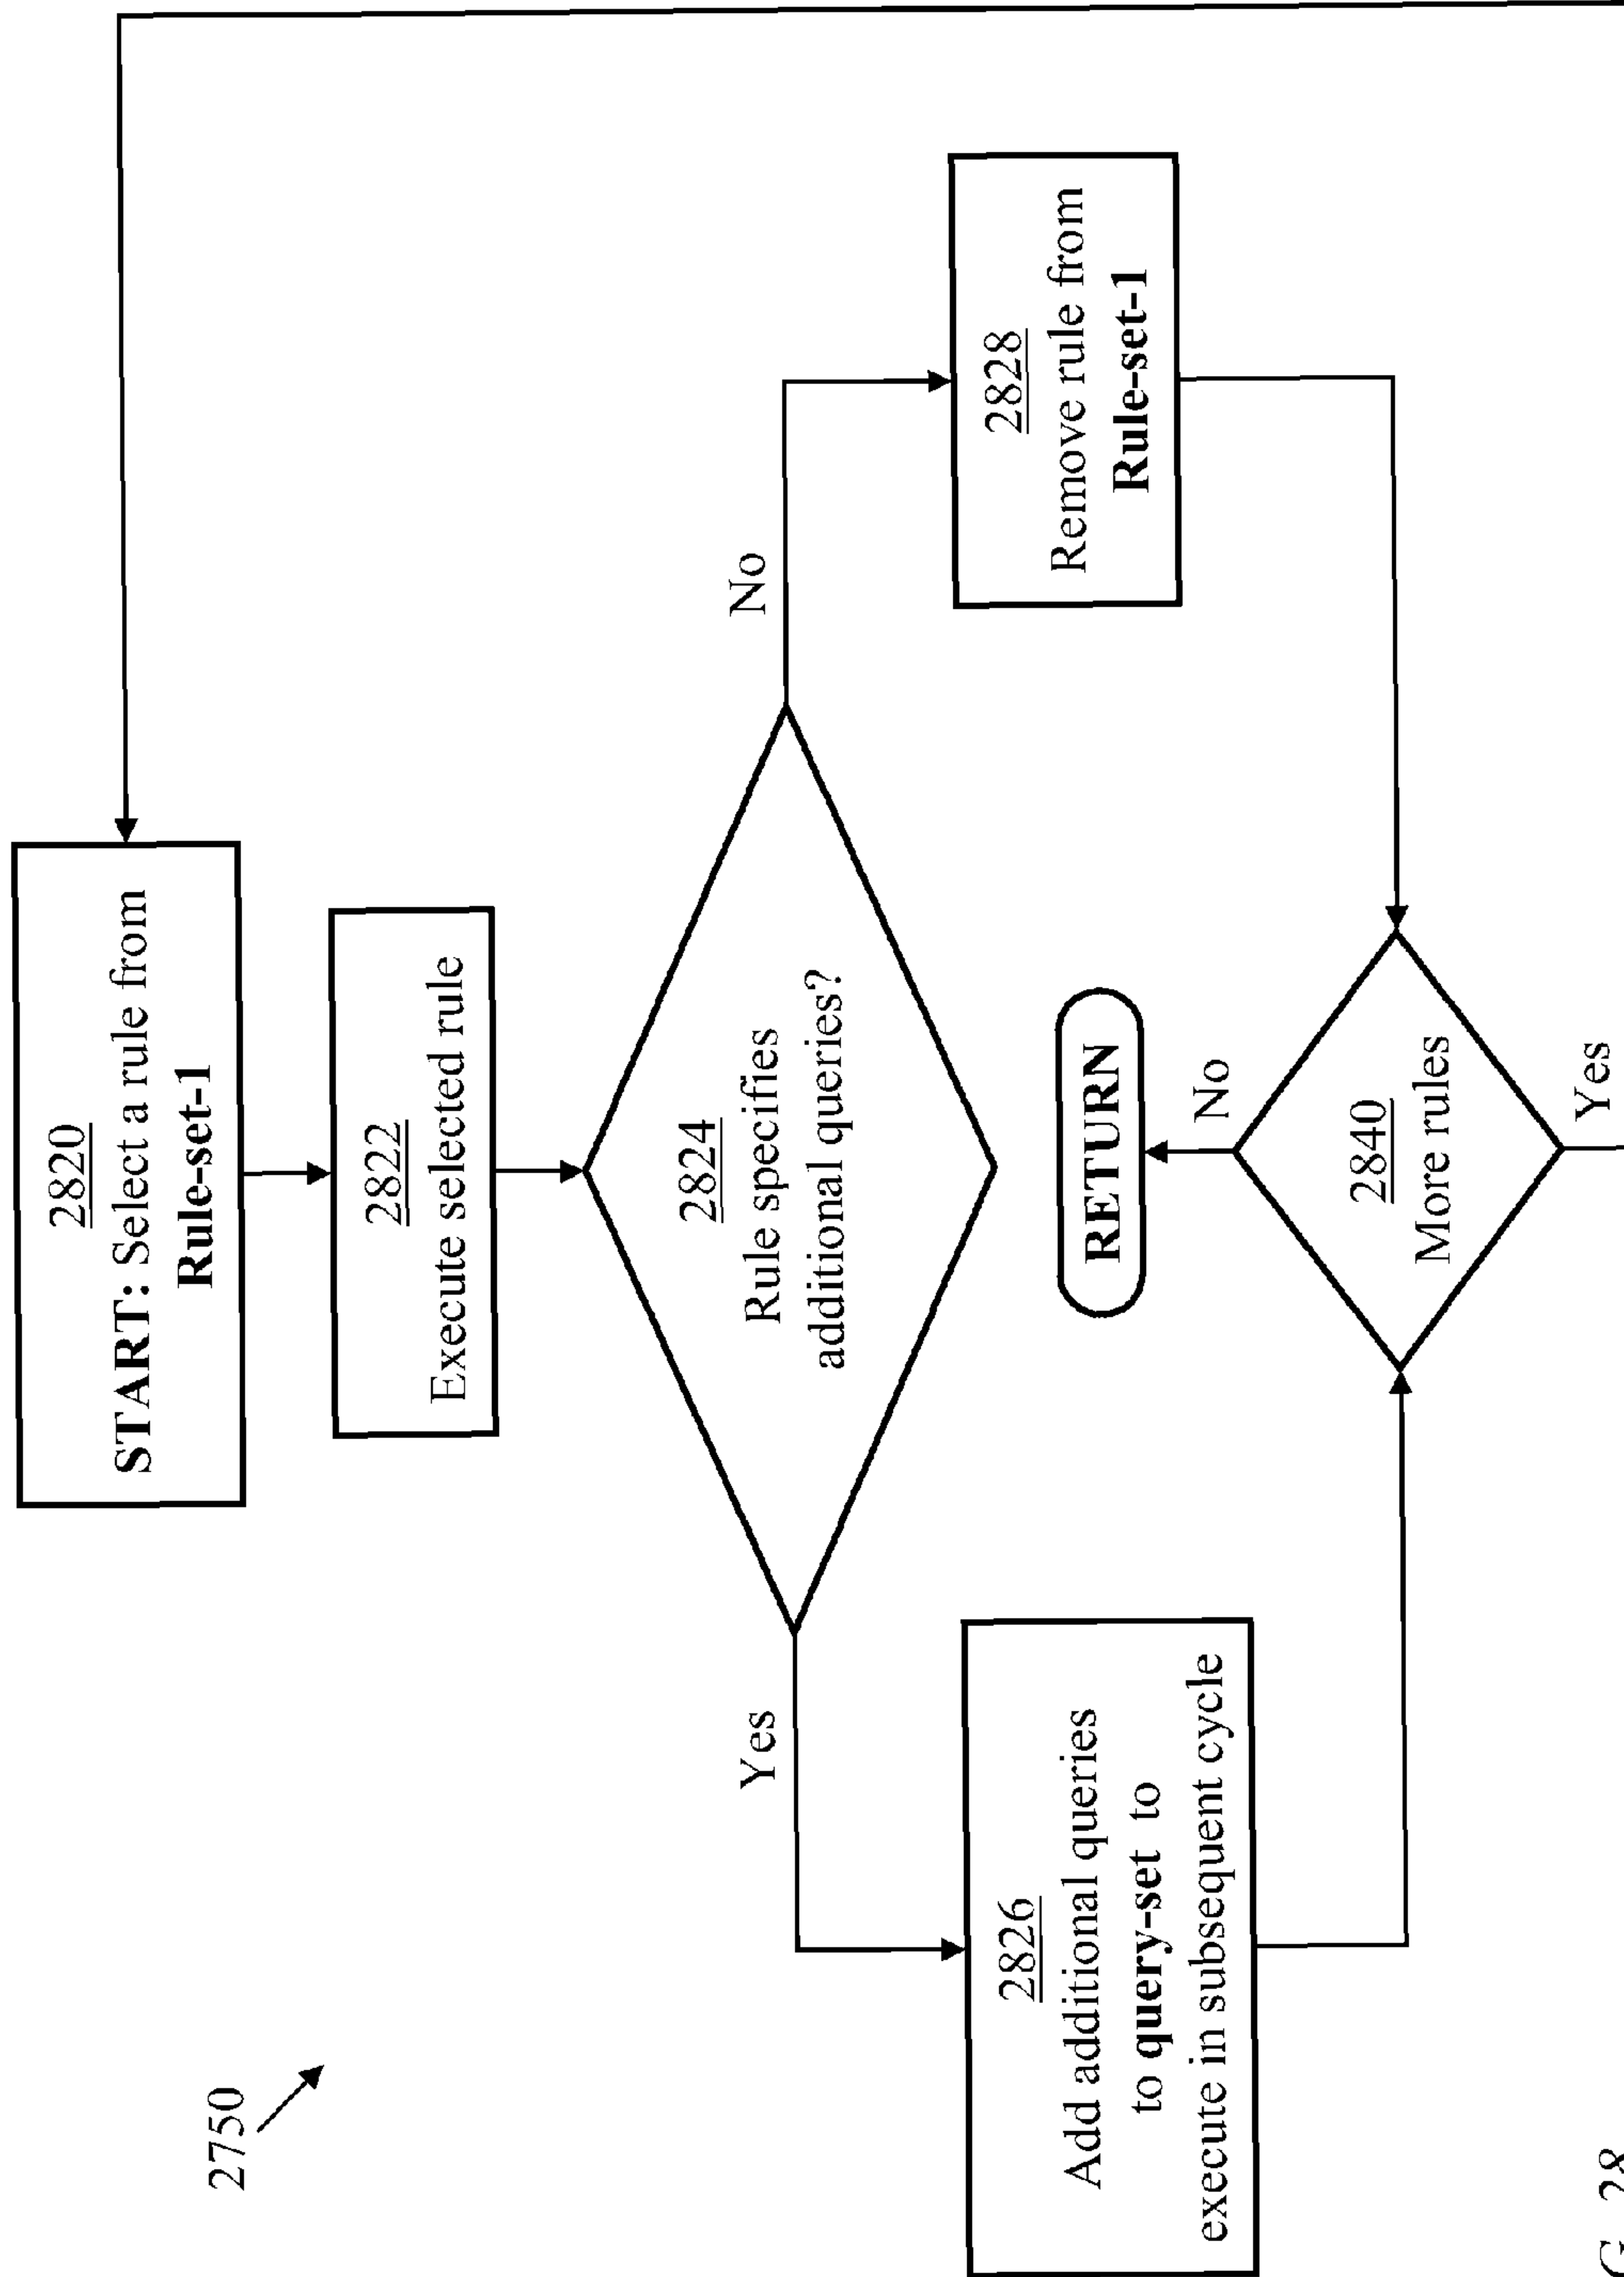 2750
2820
START: Select a rule from
Rule-set-1
2822
Execute selected rule
2824
Rule specifies
additional queries?
Yes
No
2826
Add additional queries
to query-set to
execute in subsequent cycle
2828
Remove rule from
Rule-set-1
RETURN
No
2840
More rules
Yes
G. 28